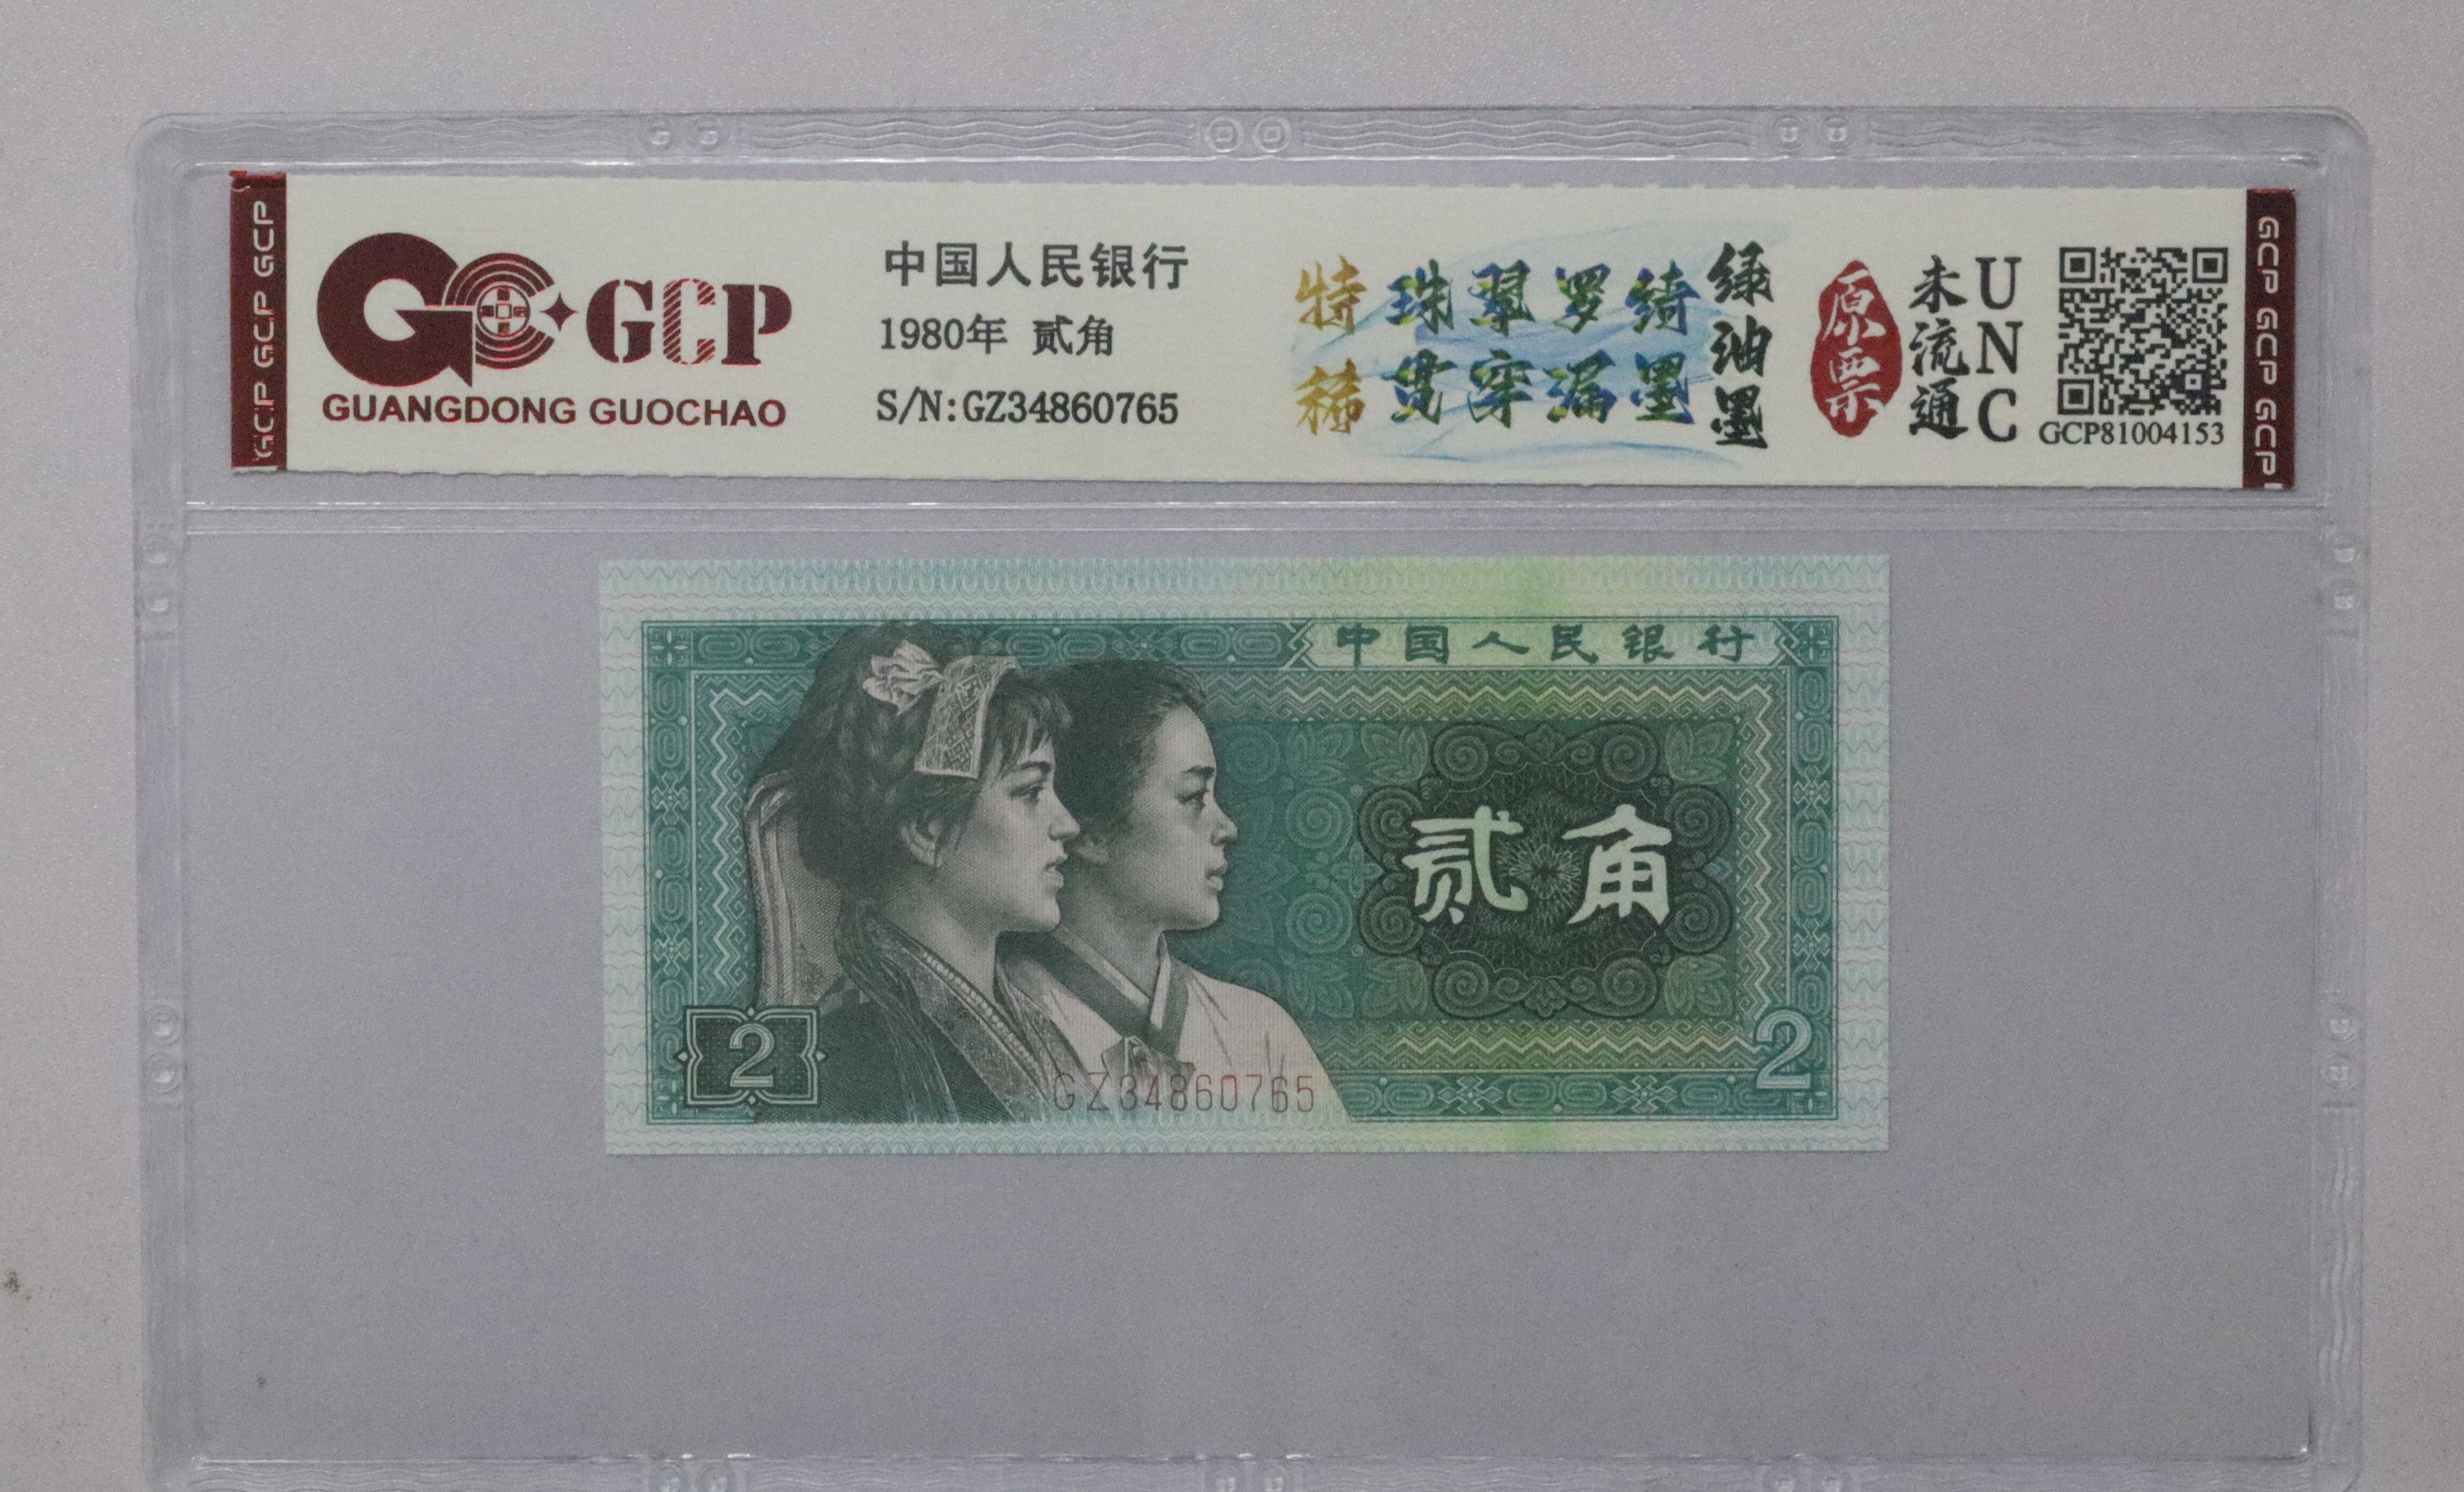 GCP GCP GCP
GCP
GUANGDONG GUOCHAO
中国人民银行
1980年 贰角
S/N:GZ34860765
特稀
珠翠罗绮
贯穿漏墨
绿油墨
原票
未流通
UNC
GCP81004153
GCP GCP GCP
中国人民银行
贰角
2
2
GZ34860765